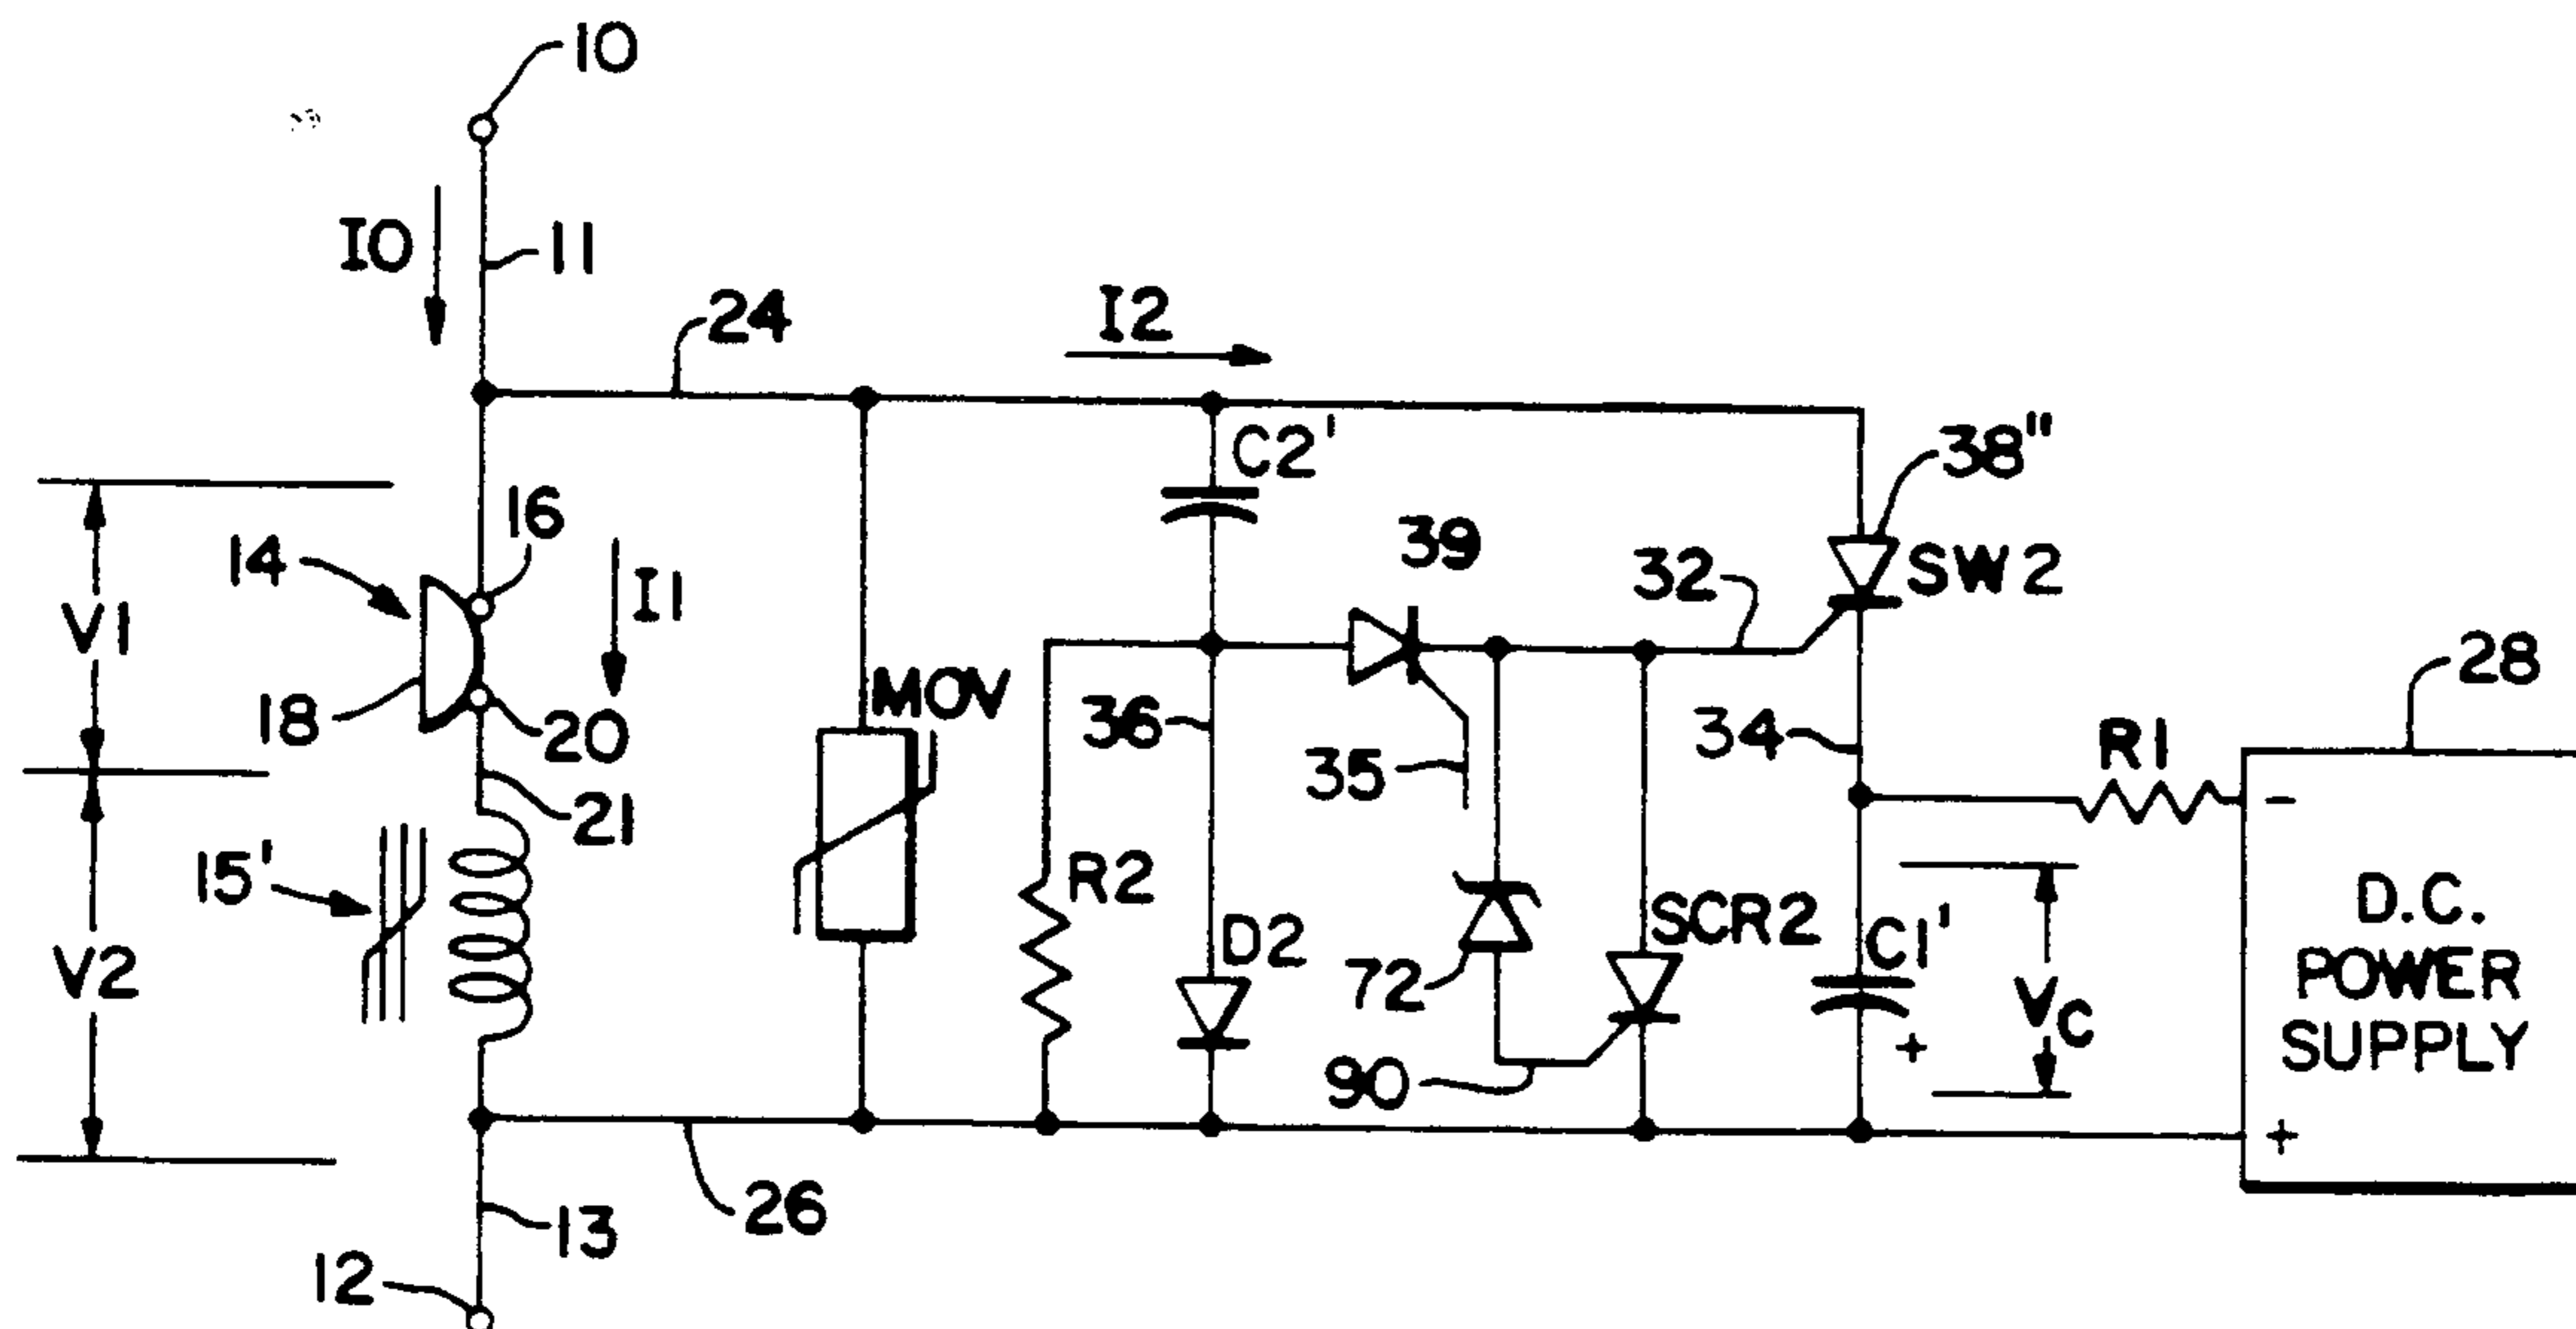 10
I0
11
24
I2
C2'
38"
16
14
I1
39
32
SW2
V1
18
20
MOV
36
35
34
R1
28
21
15'
R2
D2
SCR2
C1'
-
D.C.
POWER
SUPPLY
V2
72
VC
+
90
+
26
13
12